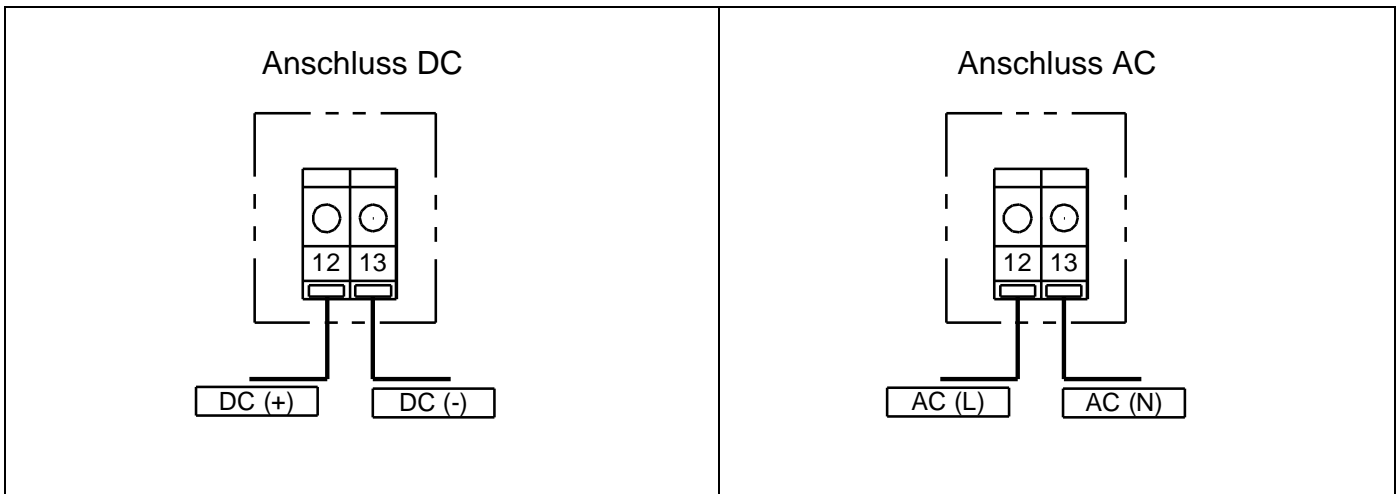 Anschluss DC
12 13
DC (+) DC (-)
Anschluss AC
12 13
AC (L) AC (N)